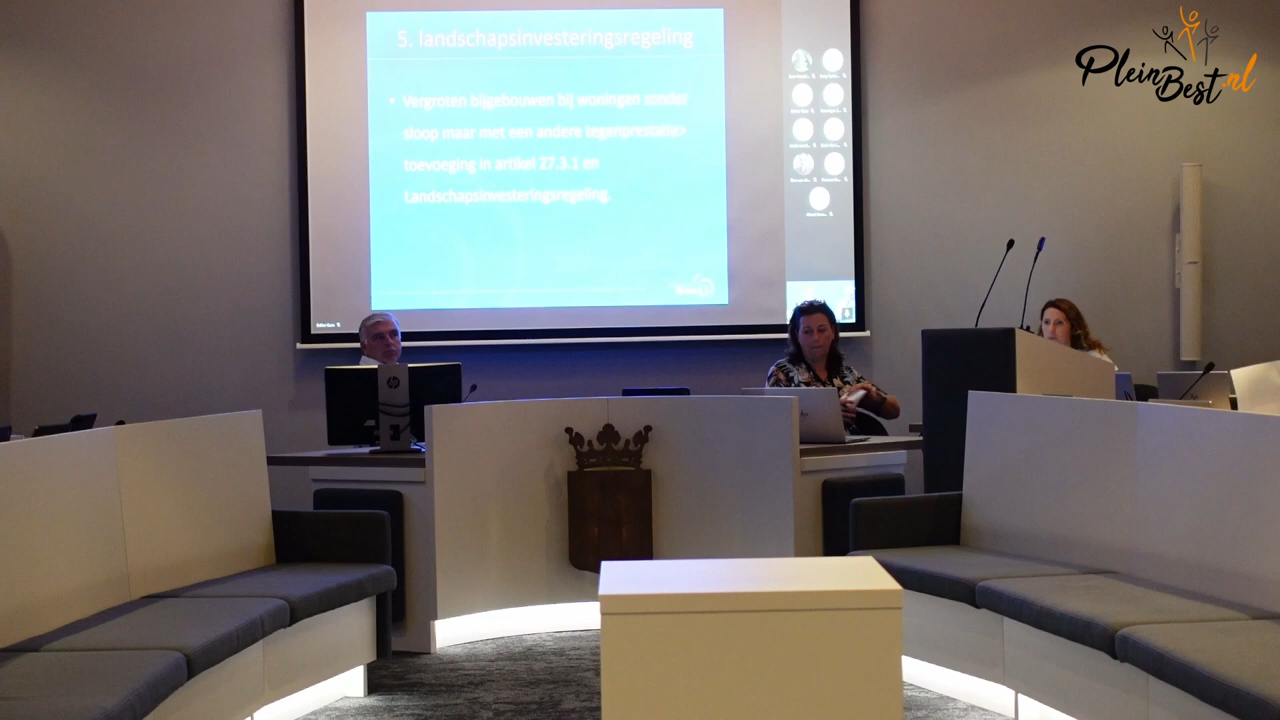 5. landschapsinvesteringsregeling
• Vergroten bijgebouwen bij woningen zonder
sloop maar met een andere tegenprestatie>
toevoeging in artikel 27.3.1 en
Landschapsinvesteringsregeling.
PleinBest.nl
hp